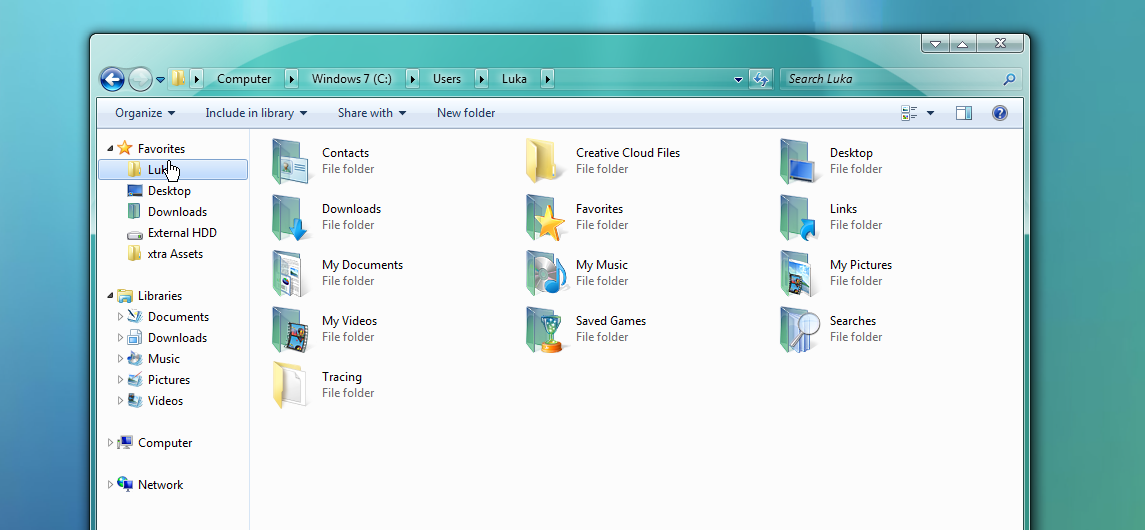 Computer Windows 7 (C:) Users Luka
Search Luka
Organize Include in library Share with New folder
Favorites
Luka
Desktop
Downloads
External HDD
xtra Assets
Libraries
Documents
Downloads
Music
Pictures
Videos
Computer
Network
Contacts
File folder
Creative Cloud Files
File folder
Desktop
File folder
Downloads
File folder
Favorites
File folder
Links
File folder
My Documents
File folder
My Music
File folder
My Pictures
File folder
My Videos
File folder
Saved Games
File folder
Searches
File folder
Tracing
File folder